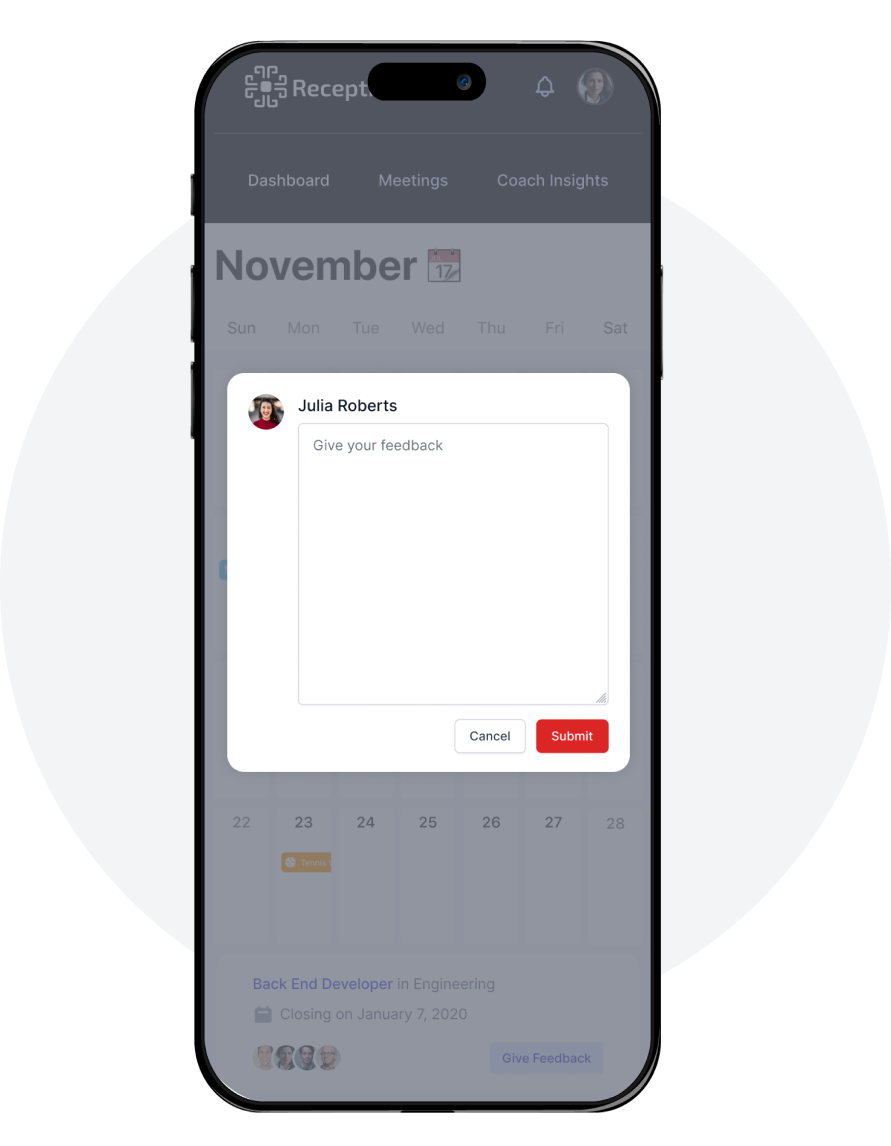 Recept
Dashboard Meetings Coach Insights
November
17
Sun Mon Tue Wed Thu Fri Sat
Julia Roberts
Give your feedback
Cancel Submit
22 23 24 25 26 27 28
Tennis
Back End Developer in Engineering
Closing on January 7, 2020
Give Feedback